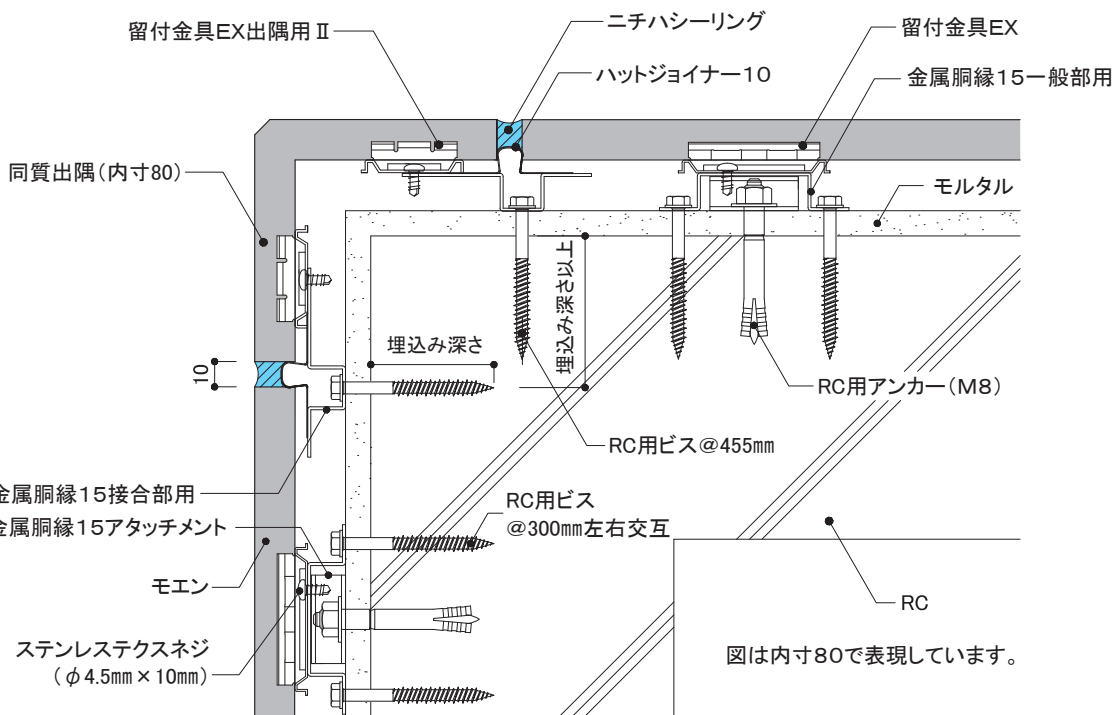 留付金具EX出隅用Ⅱ
ニチハシーリング
留付金具EX
ハットジョイナー10
金属胴縁15一般部用
同質出隅（内寸80）
モルタル
埋込み深さ以上
埋込み深さ
10
RC用アンカー（M8）
RC用ビス@455mm
金属胴縁15接合部用
RC用ビス
@300mm左右交互
金属胴縁15アタッチメント
モエン
RC
ステンレステクスネジ
（φ4.5mm×10mm）
図は内寸80で表現しています。